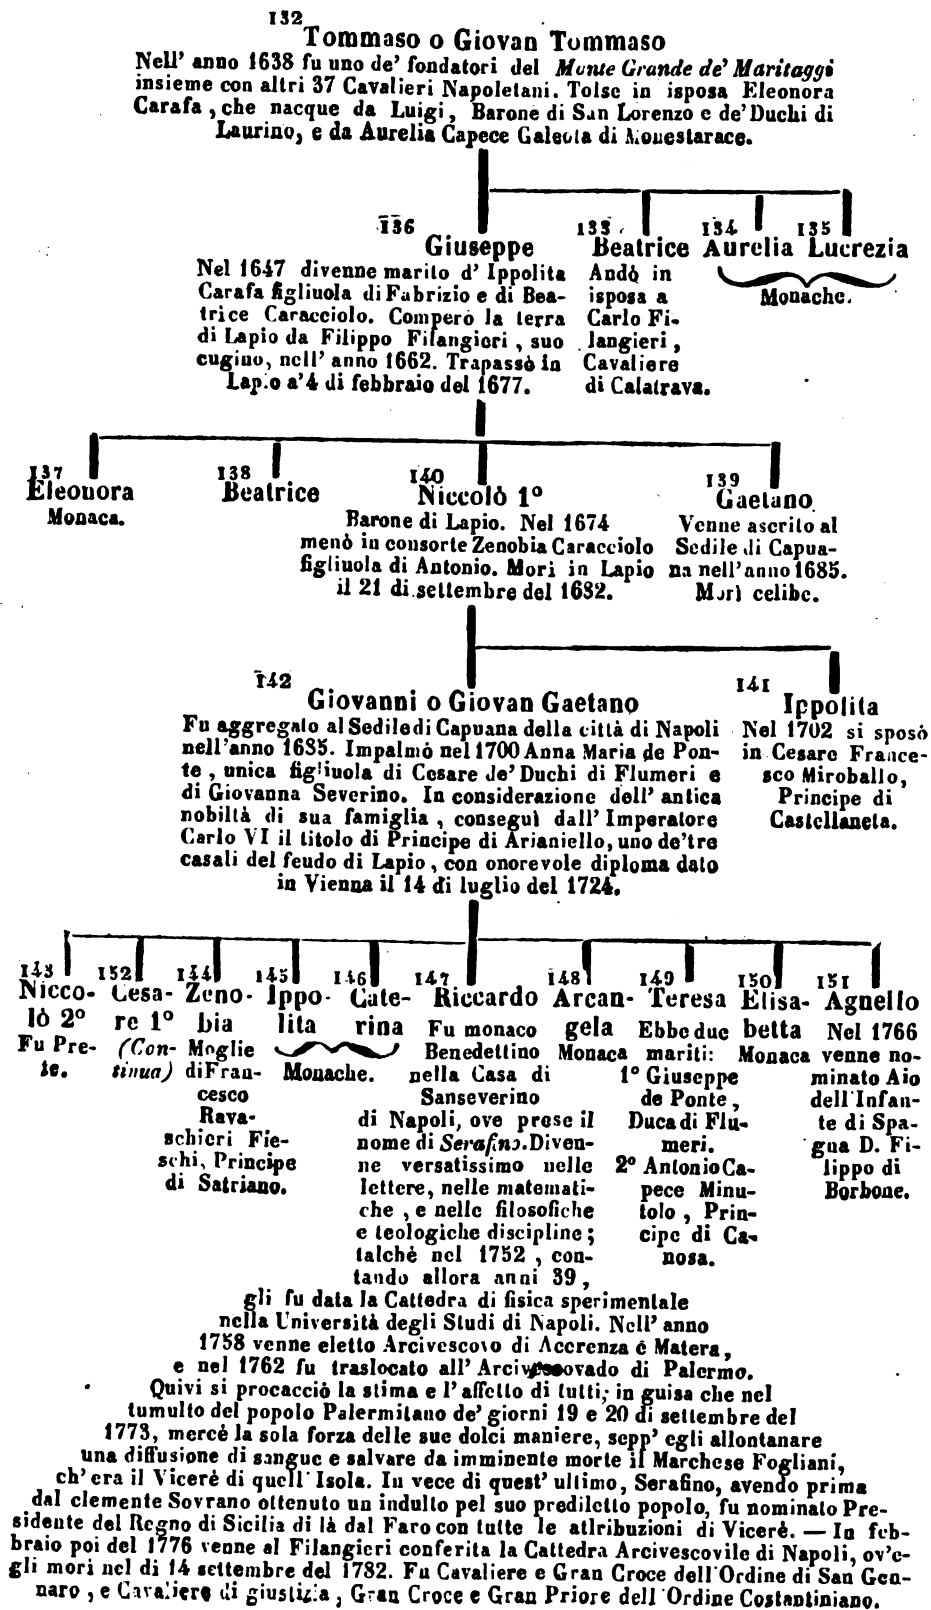 132
Tommaso o Giovan Tommaso
Nell' anno 1638 fu uno de' fondatori del Monte Grande de' Maritaggi
insieme con altri 37 Cavalieri Napoletani. Tolse in isposa Eleonora
Carafa, che nacque da Luigi, Barone di San Lorenzo e de' Duchi di
Laurino, e da Aurelia Capece Galeota di Monestarace.
136
Giuseppe
Nel 1647 divenne marito d' Ippolita
Carafa figliuola di Fabrizio e di Bea-
trice Caracciolo. Comperò la terra
di Lapio da Filippo Filangieri, suo
cugino, nell' anno 1662. Trapassò in
Lapio a' 4 di febbraio del 1677.
133
Beatrice
Andò in
isposa a
Carlo Fi-
langieri,
Cavaliere
di Calatrava.
134
Aurelia
135
Lucrezia
Monache.
137
Eleonora
Monaca.
138
Beatrice
140
Niccolò 1º
Barone di Lapio. Nel 1674
menò in consorte Zenobia Caracciolo
figliuola di Antonio. Morì in Lapio
il 21 di settembre del 1682.
139
Gaetano
Venne ascrito al
Sedile di Capua-
na nell' anno 1685.
Morì celibe.
142
Giovanni o Giovan Gaetano
Fu aggregato al Sedile di Capuana della città di Napoli
nell' anno 1685. Impalmò nel 1700 Anna Maria de Pon-
te, unica figliuola di Cesare de' Duchi di Flumeri e
di Giovanna Severino. In considerazione dell' antica
nobiltà di sua famiglia, conseguì dall' Imperatore
Carlo VI il titolo di Principe di Arianiello, uno de' tre
casali del feudo di Lapio, con onorevole diploma dato
in Vienna il 14 di luglio del 1724.
141
Ippolita
Nel 1702 si sposò
in Cesare France-
sco Miroballo,
Principe di
Castellaneta.
143
Nicco-
lò 2º
Fu Pre-
te.
152
Cesa-
re 1º
(Con-
tinua)
144
Zeno-
bia
Moglie
di Fran-
cesco
Rava-
schieri Fie-
schi, Principe
di Satriano.
145
Ippo-
lita
146
Cate-
rina
Monache.
147
Riccardo
Fu monaco
Benedettino
nella Casa di
Sanseverino
di Napoli, ove prese il
nome di Serafino. Diven-
ne versatissimo nelle
lettere, nelle matemati-
che, e nelle filosofiche
e teologiche discipline;
talchè nel 1752, con-
tando allora anni 39,
gli fu data la Cattedra di fisica sperimentale
nella Università degli Studi di Napoli. Nell' anno
1758 venne eletto Arcivescovo di Acerenza e Matera,
e nel 1762 fu traslocato all' Arcivescovado di Palermo.
Quivi si procacciò la stima e l' affetto di tutti; in guisa che nel
tumulto del popolo Palermitano de' giorni 19 e 20 di settembre del
1773, mercè la sola forza delle sue dolci maniere, sepp' egli allontanare
una diffusione di sangue e salvare da imminente morte il Marchese Fogliani,
ch' era il Vicerè di quell' Isola. In vece di quest' ultimo, Serafino, avendo prima
dal clemente Sovrano ottenuto un indulto pel suo prediletto popolo, fu nominato Pre-
sidente del Regno di Sicilia di là dal Faro con tutte le attribuzioni di Vicerè. — In feb-
braio poi del 1776 venne al Filangieri conferita la Cattedra Arcivescovile di Napoli, ov' e-
gli morì nel dì 14 settembre del 1782. Fu Cavaliere e Gran Croce dell' Ordine di San Gen-
naro, e Cavaliere di giustizia, Gran Croce e Gran Priore dell' Ordine Costantiniano.
148
Arcan-
gela
Monaca
149
Teresa
Ebbe due
mariti:
1º Giuseppe
de Ponte,
Duca di Flu-
meri.
2º Antonio Ca-
pece Minu-
tolo, Prin-
cipe di Ca-
nosa.
150
Elisa-
betta
Monaca
151
Agnello
Nel 1766
venne no-
minato Aio
dell' Infan-
te di Spa-
gna D. Fi-
lippo di
Borbone.